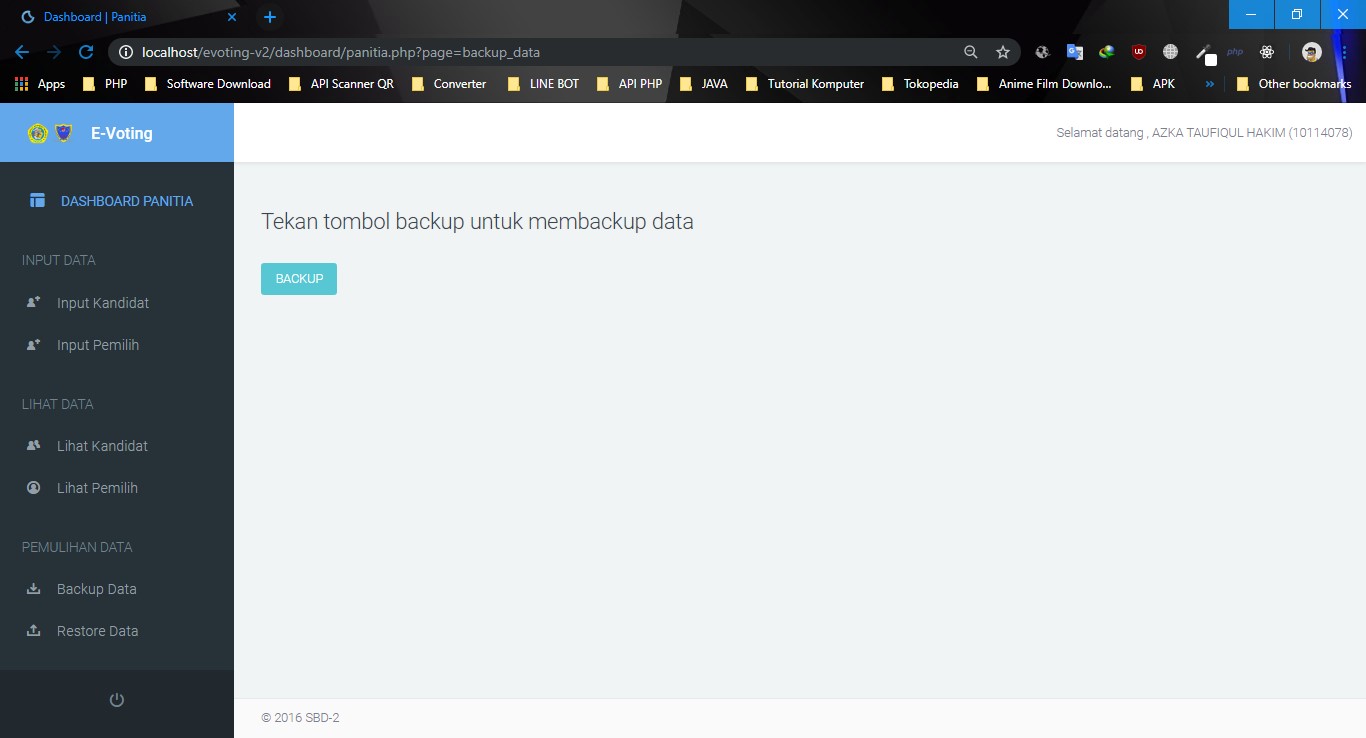 Dashboard | Panitia
localhost/evoting-v2/dashboard/panitia.php?page=backup_data
Apps PHP Software Download API Scanner QR Converter LINE BOT API PHP JAVA Tutorial Komputer Tokopedia Anime Film Downlo... APK » Other bookmarks
E-Voting
Selamat datang , AZKA TAUFIQUL HAKIM (10114078)
DASHBOARD PANITIA
INPUT DATA
Input Kandidat
Input Pemilih
LIHAT DATA
Lihat Kandidat
Lihat Pemilih
PEMULIHAN DATA
Backup Data
Restore Data
Tekan tombol backup untuk membackup data
BACKUP
© 2016 SBD-2